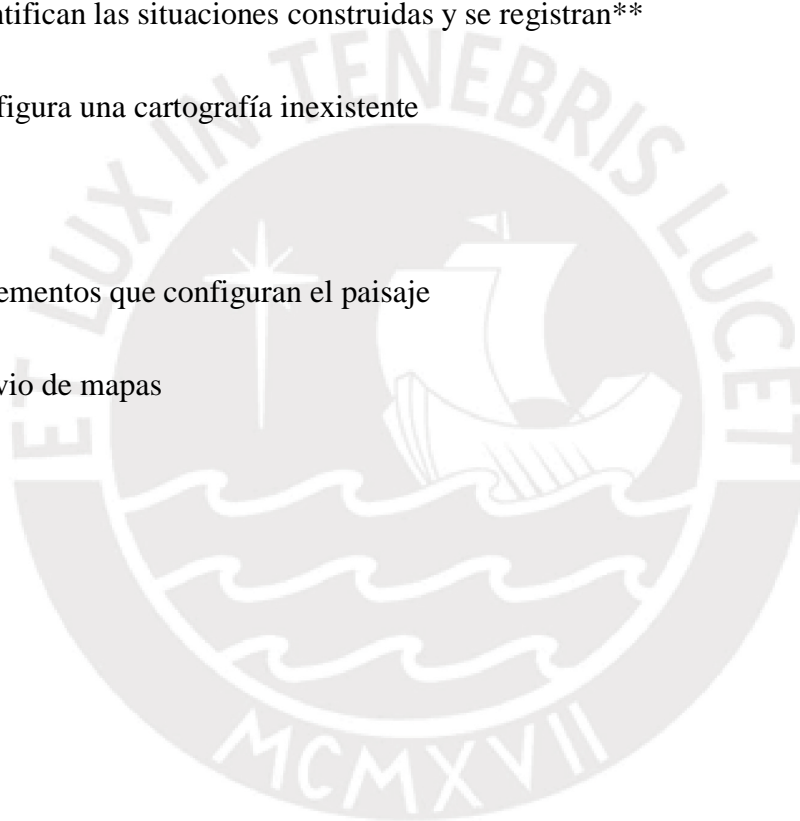 ntifican las situaciones construidas y se registran**
figura una cartografía inexistente
ementos que configuran el paisaje
vio de mapas
ET LUX IN TENEBRIS LUCET
MCMXVII